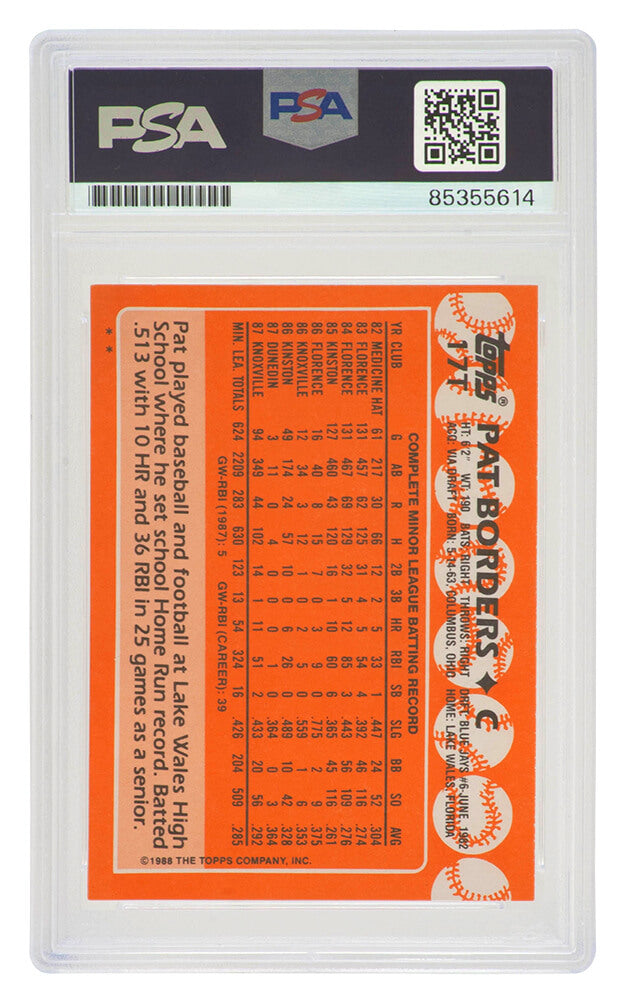 PSA
PSA
85355614
Topps®
17T
PAT BORDERS ✦ C
HT: 6'2" WT: 190 BATS: RIGHT THROWS: RIGHT DRFT: BLUE JAYS #6-JUNE, 1982
ACQ: VIA DRAFT BORN: 5-14-63, COLUMBUS, OHIO HOME: LAKE WALES, FLORIDA
COMPLETE MINOR LEAGUE BATTING RECORD
YR CLUB G AB R H 2B 3B HR RBI SB SLG BB SO AVG
82 MEDICINE HAT 61 217 30 66 12 2 5 33 1 .447 24 52 .304
83 FLORENCE 131 457 62 125 31 4 5 54 4 .392 46 116 .274
84 FLORENCE 131 467 69 129 32 5 12 85 3 .443 56 109 .276
85 KINSTON 127 460 43 120 16 1 10 60 6 .365 45 116 .261
86 FLORENCE 16 40 8 15 7 0 3 9 0 .775 2 9 .375
86 KNOXVILLE 12 34 3 12 1 0 2 5 0 .559 1 6 .353
86 KINSTON 49 174 24 57 10 0 6 26 0 .489 10 42 .328
87 DUNEDIN 3 11 0 4 0 0 0 1 0 .364 0 3 .364
87 KNOXVILLE 94 349 44 102 14 1 11 51 2 .433 20 56 .292
MIN. LEA. TOTALS 624 2209 283 630 123 13 54 324 16 .428 204 509 .285
GW-RBI (1987): 5 GW-RBI (CAREER): 39
Pat played baseball and football at Lake Wales High
School where he set school Home Run record. Batted
.513 with 10 HR and 36 RBI in 25 games as a senior.
* * ©1988 THE TOPPS COMPANY, INC.